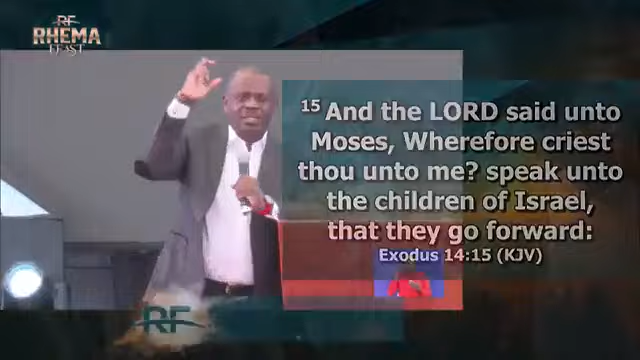 RF
RHEMA
FEAST
15 And the LORD said unto
Moses, Wherefore criest
thou unto me? speak unto
the children of Israel,
that they go forward:
Exodus 14:15 (KJV)
RF